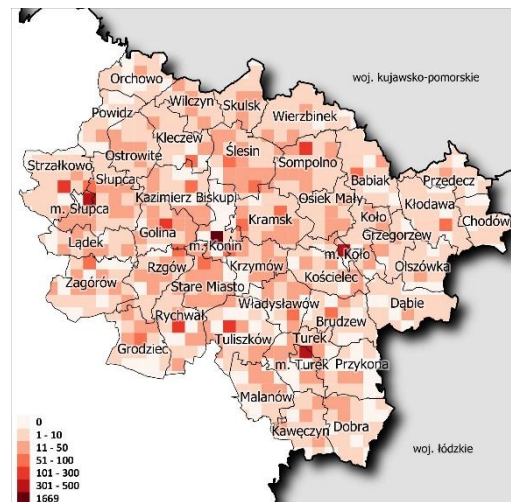 Orchowo
woj. kujawsko-pomorskie
Wilczyn
Skulsk
Powidz
Wierzbinek
Kleczew
Ostrowite
Ślesin
Strzałkowo
Sompolno
Słupca
Babiak
Przedecz
m. Słupca
Kazimierz Biskupi
Osiek Mały
Kłodawa
Koło
Kramsk
Chodów
Lądek
Golina
m. Konin
Grzegorzew
m. Koło
Rzgów
Krzymów
Kościelec
Olszówka
Zagórów
Stare Miasto
Władysławów
Dąbie
Rychwał
Brudzew
Tuliszków
Turek
Grodziec
m. Turek
Przykona
Malanów
Kawęczyn
Dobra
woj. łódzkie
0
1 - 10
11 - 50
51 - 100
101 - 300
301 - 500
1669